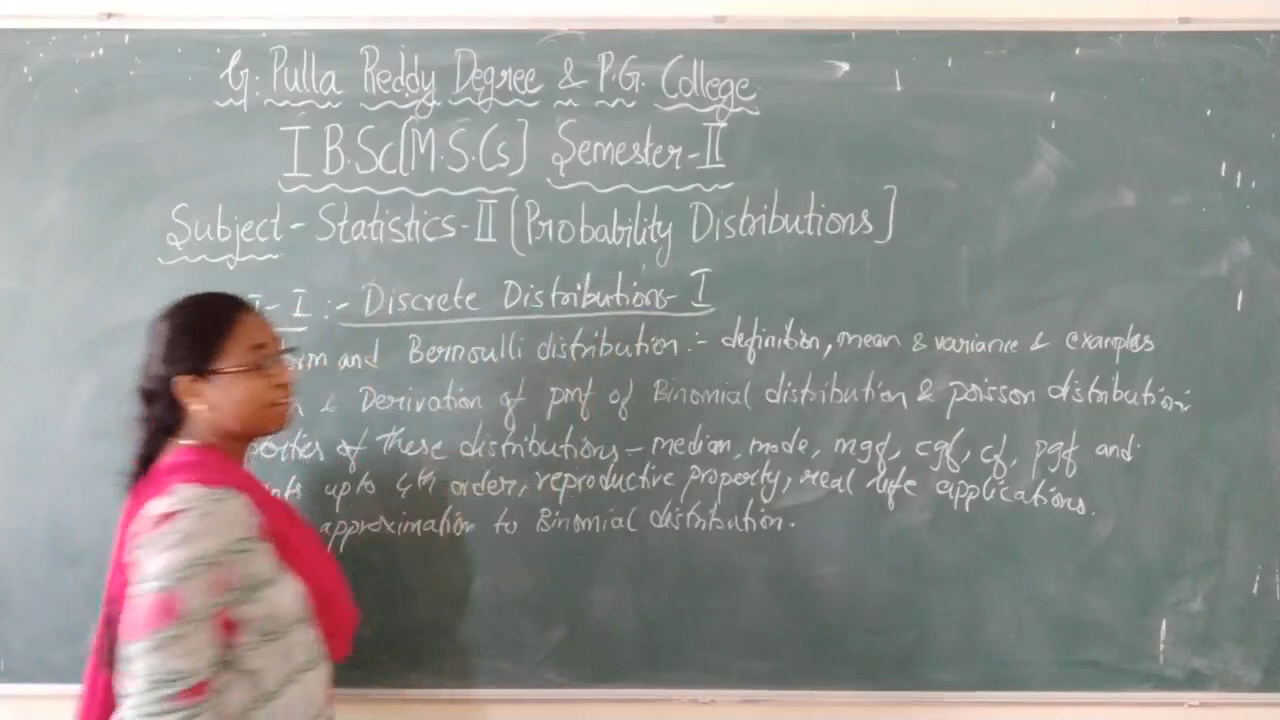 G. Pulla Reddy Degree & P.G. College
I B.Sc[M.S.Cs] Semester-II
Subject - Statistics-II [Probability Distributions]
I :- Discrete Distributions- I
and Bernoulli distribution :- definition, mean & variance & examples
& Derivation of pmf of Binomial distribution & poisson distribution
of these distributions - median, mode, mgf, cgf, cf, pgf and
upto 4th order, reproductive property, real life applications.
approximation to Binomial distribution.